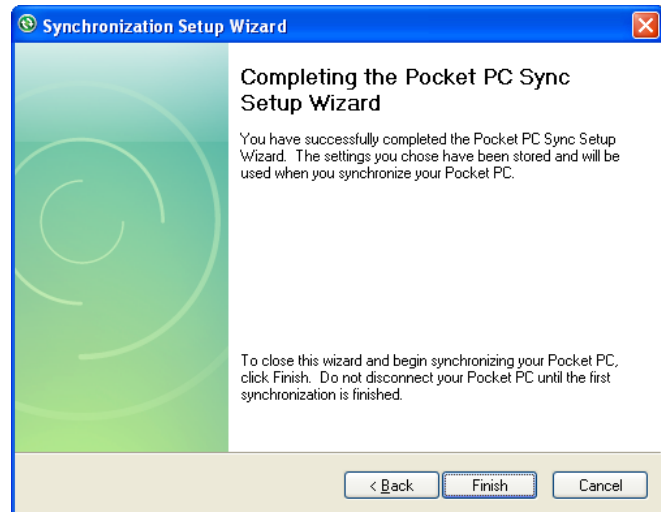 Synchronization Setup Wizard
Completing the Pocket PC Sync
Setup Wizard
You have successfully completed the Pocket PC Sync Setup
Wizard. The settings you chose have been stored and will be
used when you synchronize your Pocket PC.
To close this wizard and begin synchronizing your Pocket PC,
click Finish. Do not disconnect your Pocket PC until the first
synchronization is finished.
< Back Finish Cancel